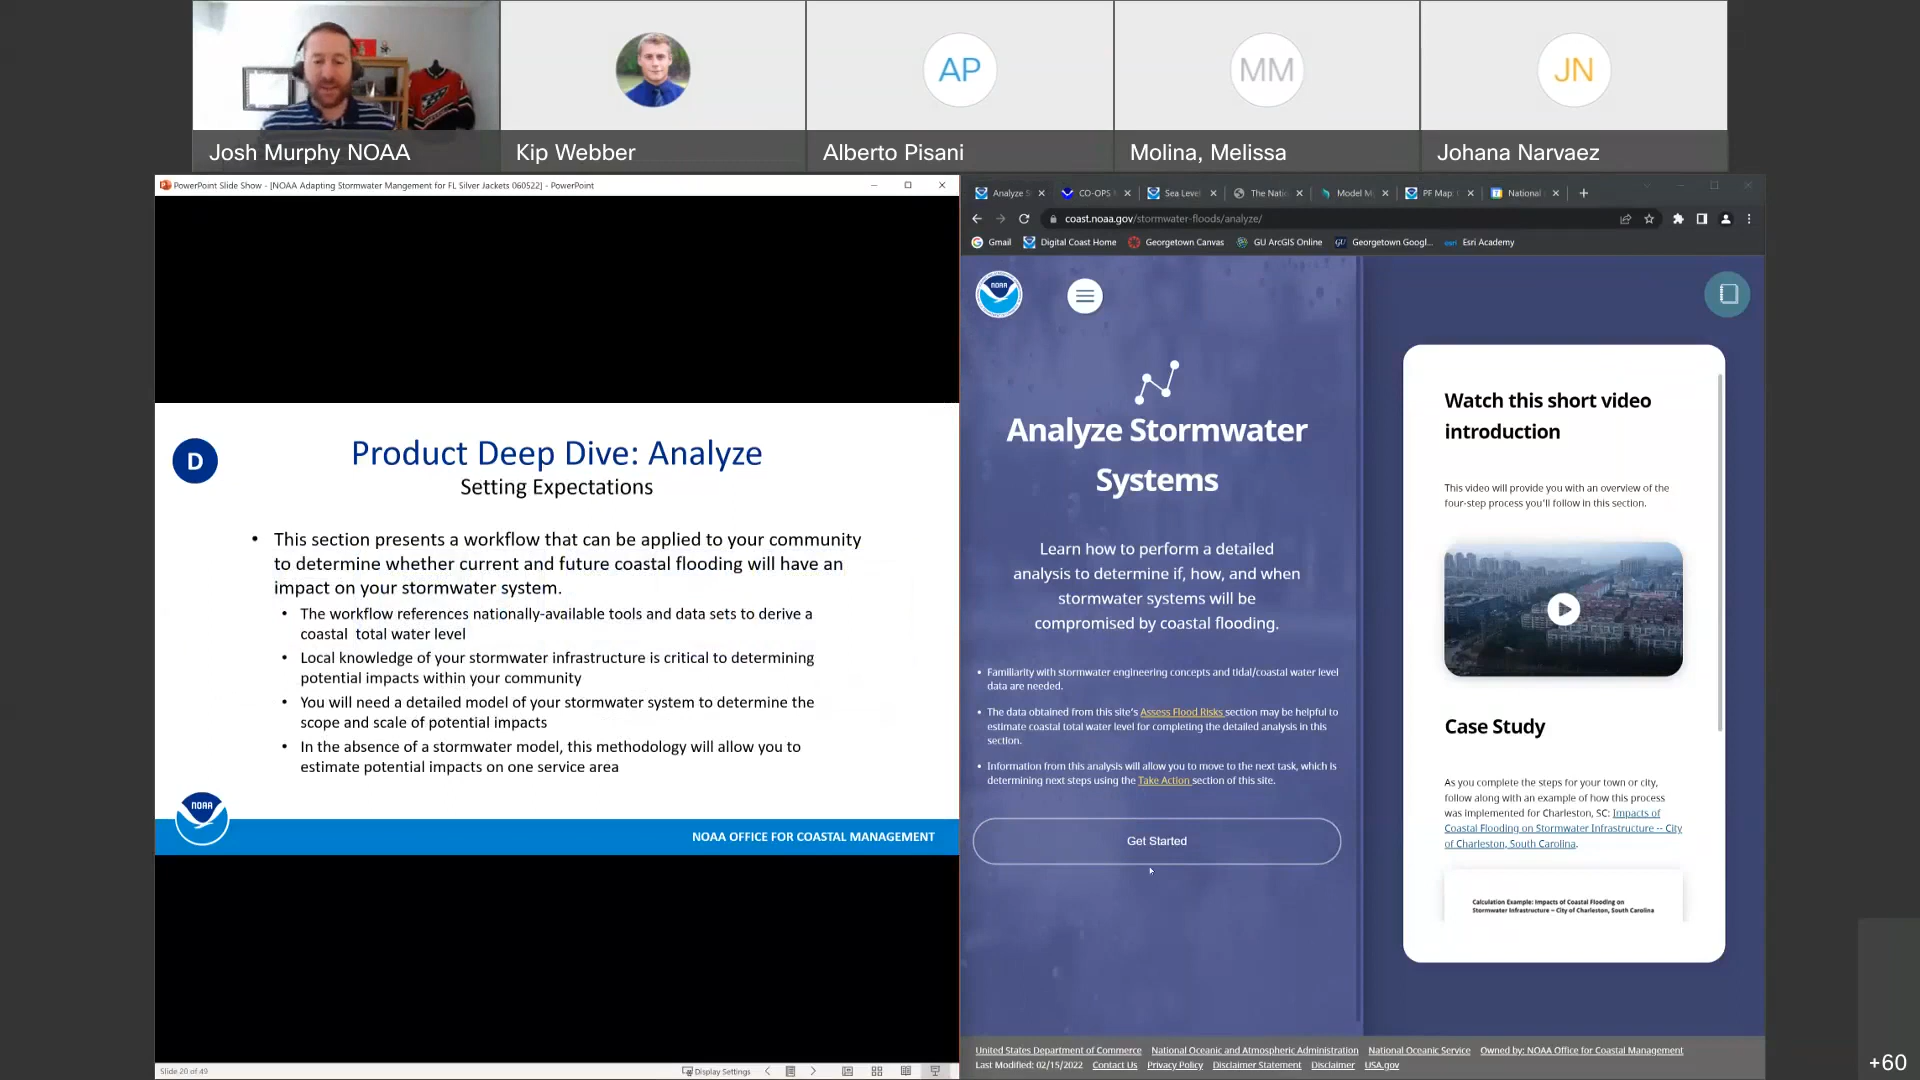 AP
MM
JN
Josh Murphy NOAA
Kip Webber
Alberto Pisani
Molina, Melissa
Johana Narvaez
PowerPoint Slide Show - [NOAA Adapting Stormwater Mangement for FL Silver Jackets 060522] - PowerPoint
D
Product Deep Dive: Analyze
Setting Expectations
• This section presents a workflow that can be applied to your community
to determine whether current and future coastal flooding will have an
impact on your stormwater system.
• The workflow references nationally-available tools and data sets to derive a
coastal total water level
• Local knowledge of your stormwater infrastructure is critical to determining
potential impacts within your community
• You will need a detailed model of your stormwater system to determine the
scope and scale of potential impacts
• In the absence of a stormwater model, this methodology will allow you to
estimate potential impacts on one service area
NOAA
NOAA OFFICE FOR COASTAL MANAGEMENT
Slide 20 of 49
Display Settings
Analyze S
CO-OPS
Sea Level
The Natio
Model M
PF Map:
National
coast.noaa.gov/stormwater-floods/analyze/
Gmail
Digital Coast Home
Georgetown Canvas
GU ArcGIS Online
Georgetown Googl...
Esri Academy
NOAA
Analyze Stormwater
Systems
Learn how to perform a detailed
analysis to determine if, how, and when
stormwater systems will be
compromised by coastal flooding.
• Familiarity with stormwater engineering concepts and tidal/coastal water level
data are needed.
• The data obtained from this site's Assess Flood Risks section may be helpful to
estimate coastal total water level for completing the detailed analysis in this
section.
• Information from this analysis will allow you to move to the next task, which is
determining next steps using the Take Action section of this site.
Get Started
Watch this short video
introduction
This video will provide you with an overview of the
four-step process you'll follow in this section.
Case Study
As you complete the steps for your town or city,
follow along with an example of how this process
was implemented for Charleston, SC: Impacts of
Coastal Flooding on Stormwater Infrastructure -- City
of Charleston, South Carolina.
Calculation Example: Impacts of Coastal Flooding on
Stormwater Infrastructure – City of Charleston, South Carolina
United States Department of Commerce National Oceanic and Atmospheric Administration National Oceanic Service Owned by: NOAA Office for Coastal Management
Last Modified: 02/15/2022 Contact Us Privacy Policy Disclaimer Statement Disclaimer USA.gov
+60